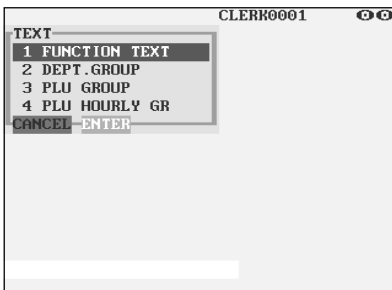 CLERK0001
TEXT
1 FUNCTION TEXT
2 DEPT.GROUP
3 PLU GROUP
4 PLU HOURLY GR
CANCEL ENTER